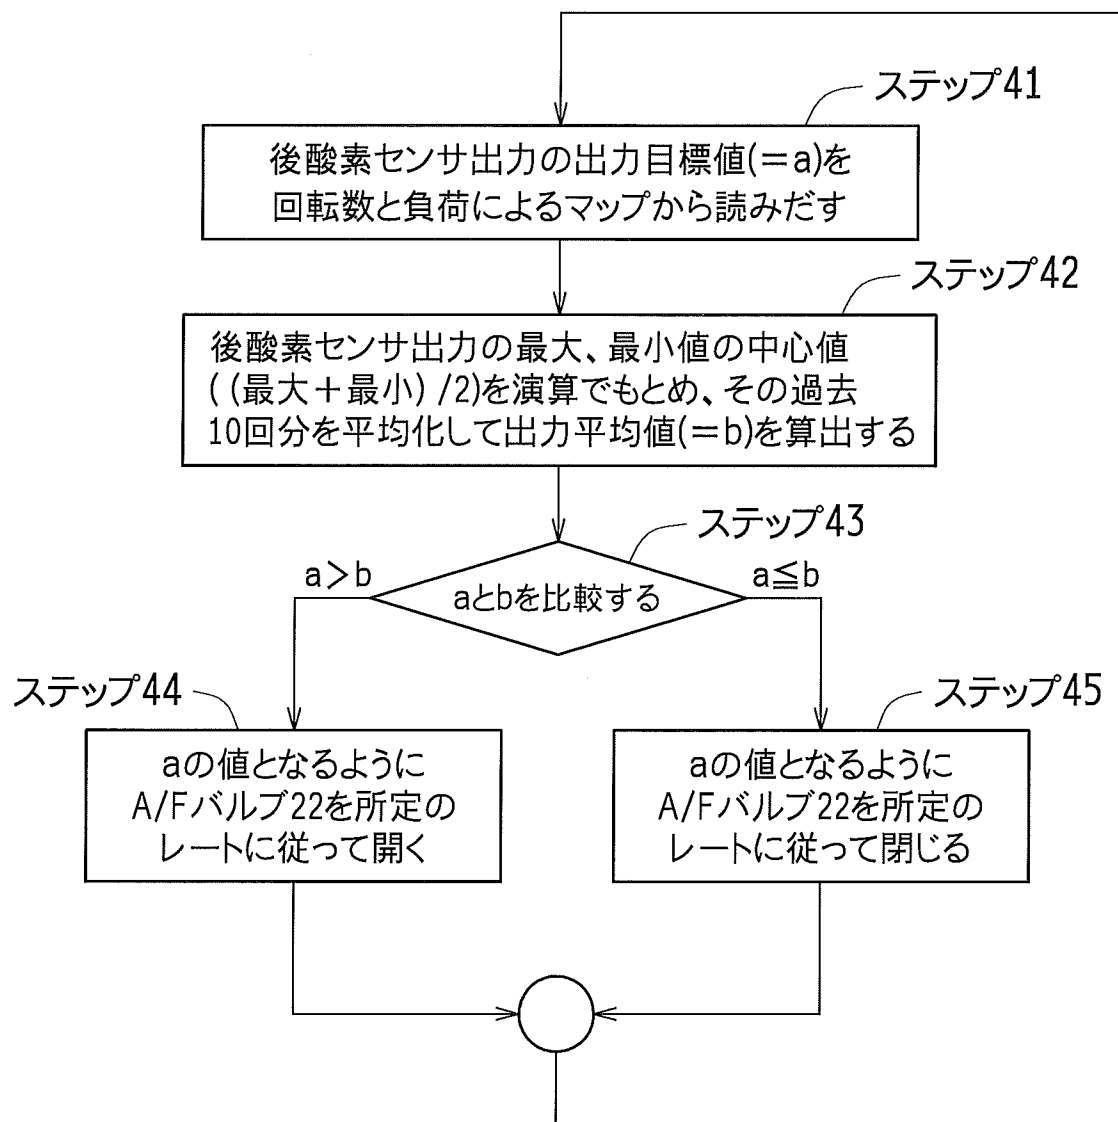 ステップ41
後酸素センサ出力の出力目標値(=a)を
回転数と負荷によるマップから読みだす
ステップ42
後酸素センサ出力の最大、最小値の中心値
((最大+最小)/2)を演算でもとめ、その過去
10回分を平均化して出力平均値(=b)を算出する
ステップ43
a>b
a≦b
aとbを比較する
ステップ44
ステップ45
aの値となるように
A/Fバルブ22を所定の
レートに従って開く
aの値となるように
A/Fバルブ22を所定の
レートに従って閉じる